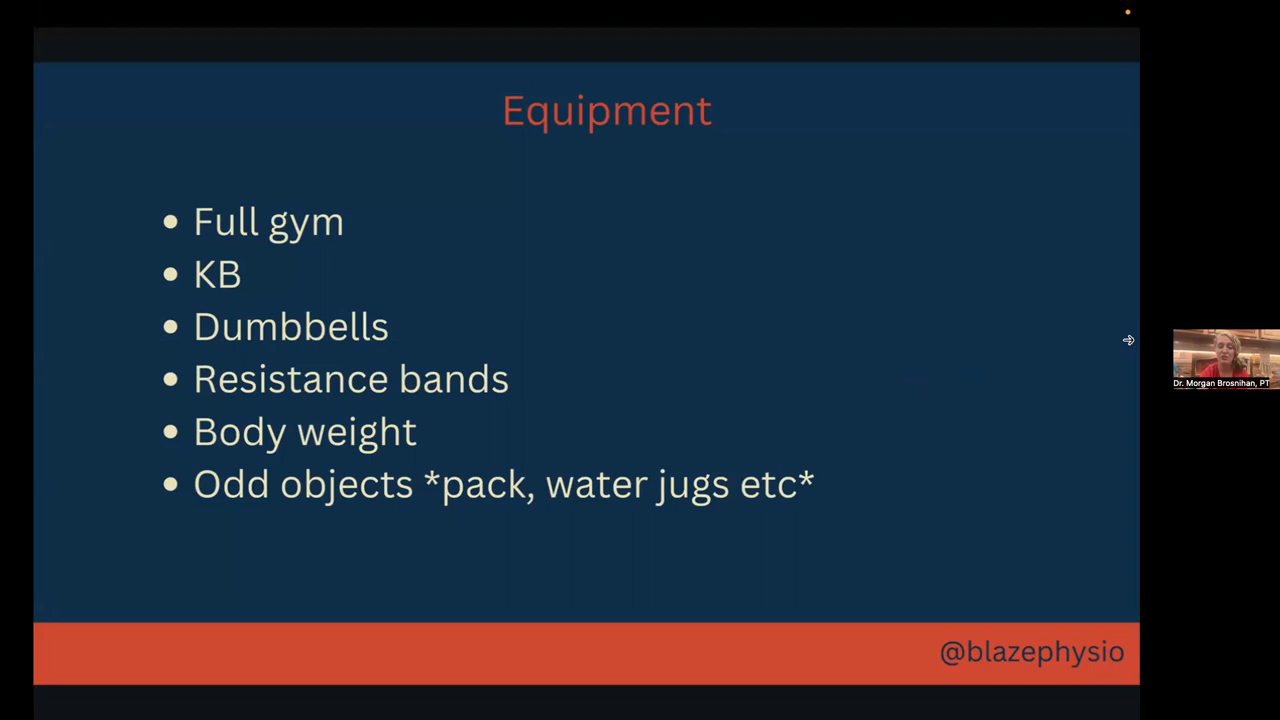 Equipment
• Full gym
• KB
• Dumbbells
• Resistance bands
• Body weight
• Odd objects *pack, water jugs etc*
Dr. Morgan Brosnihan, PT
@blazephysio